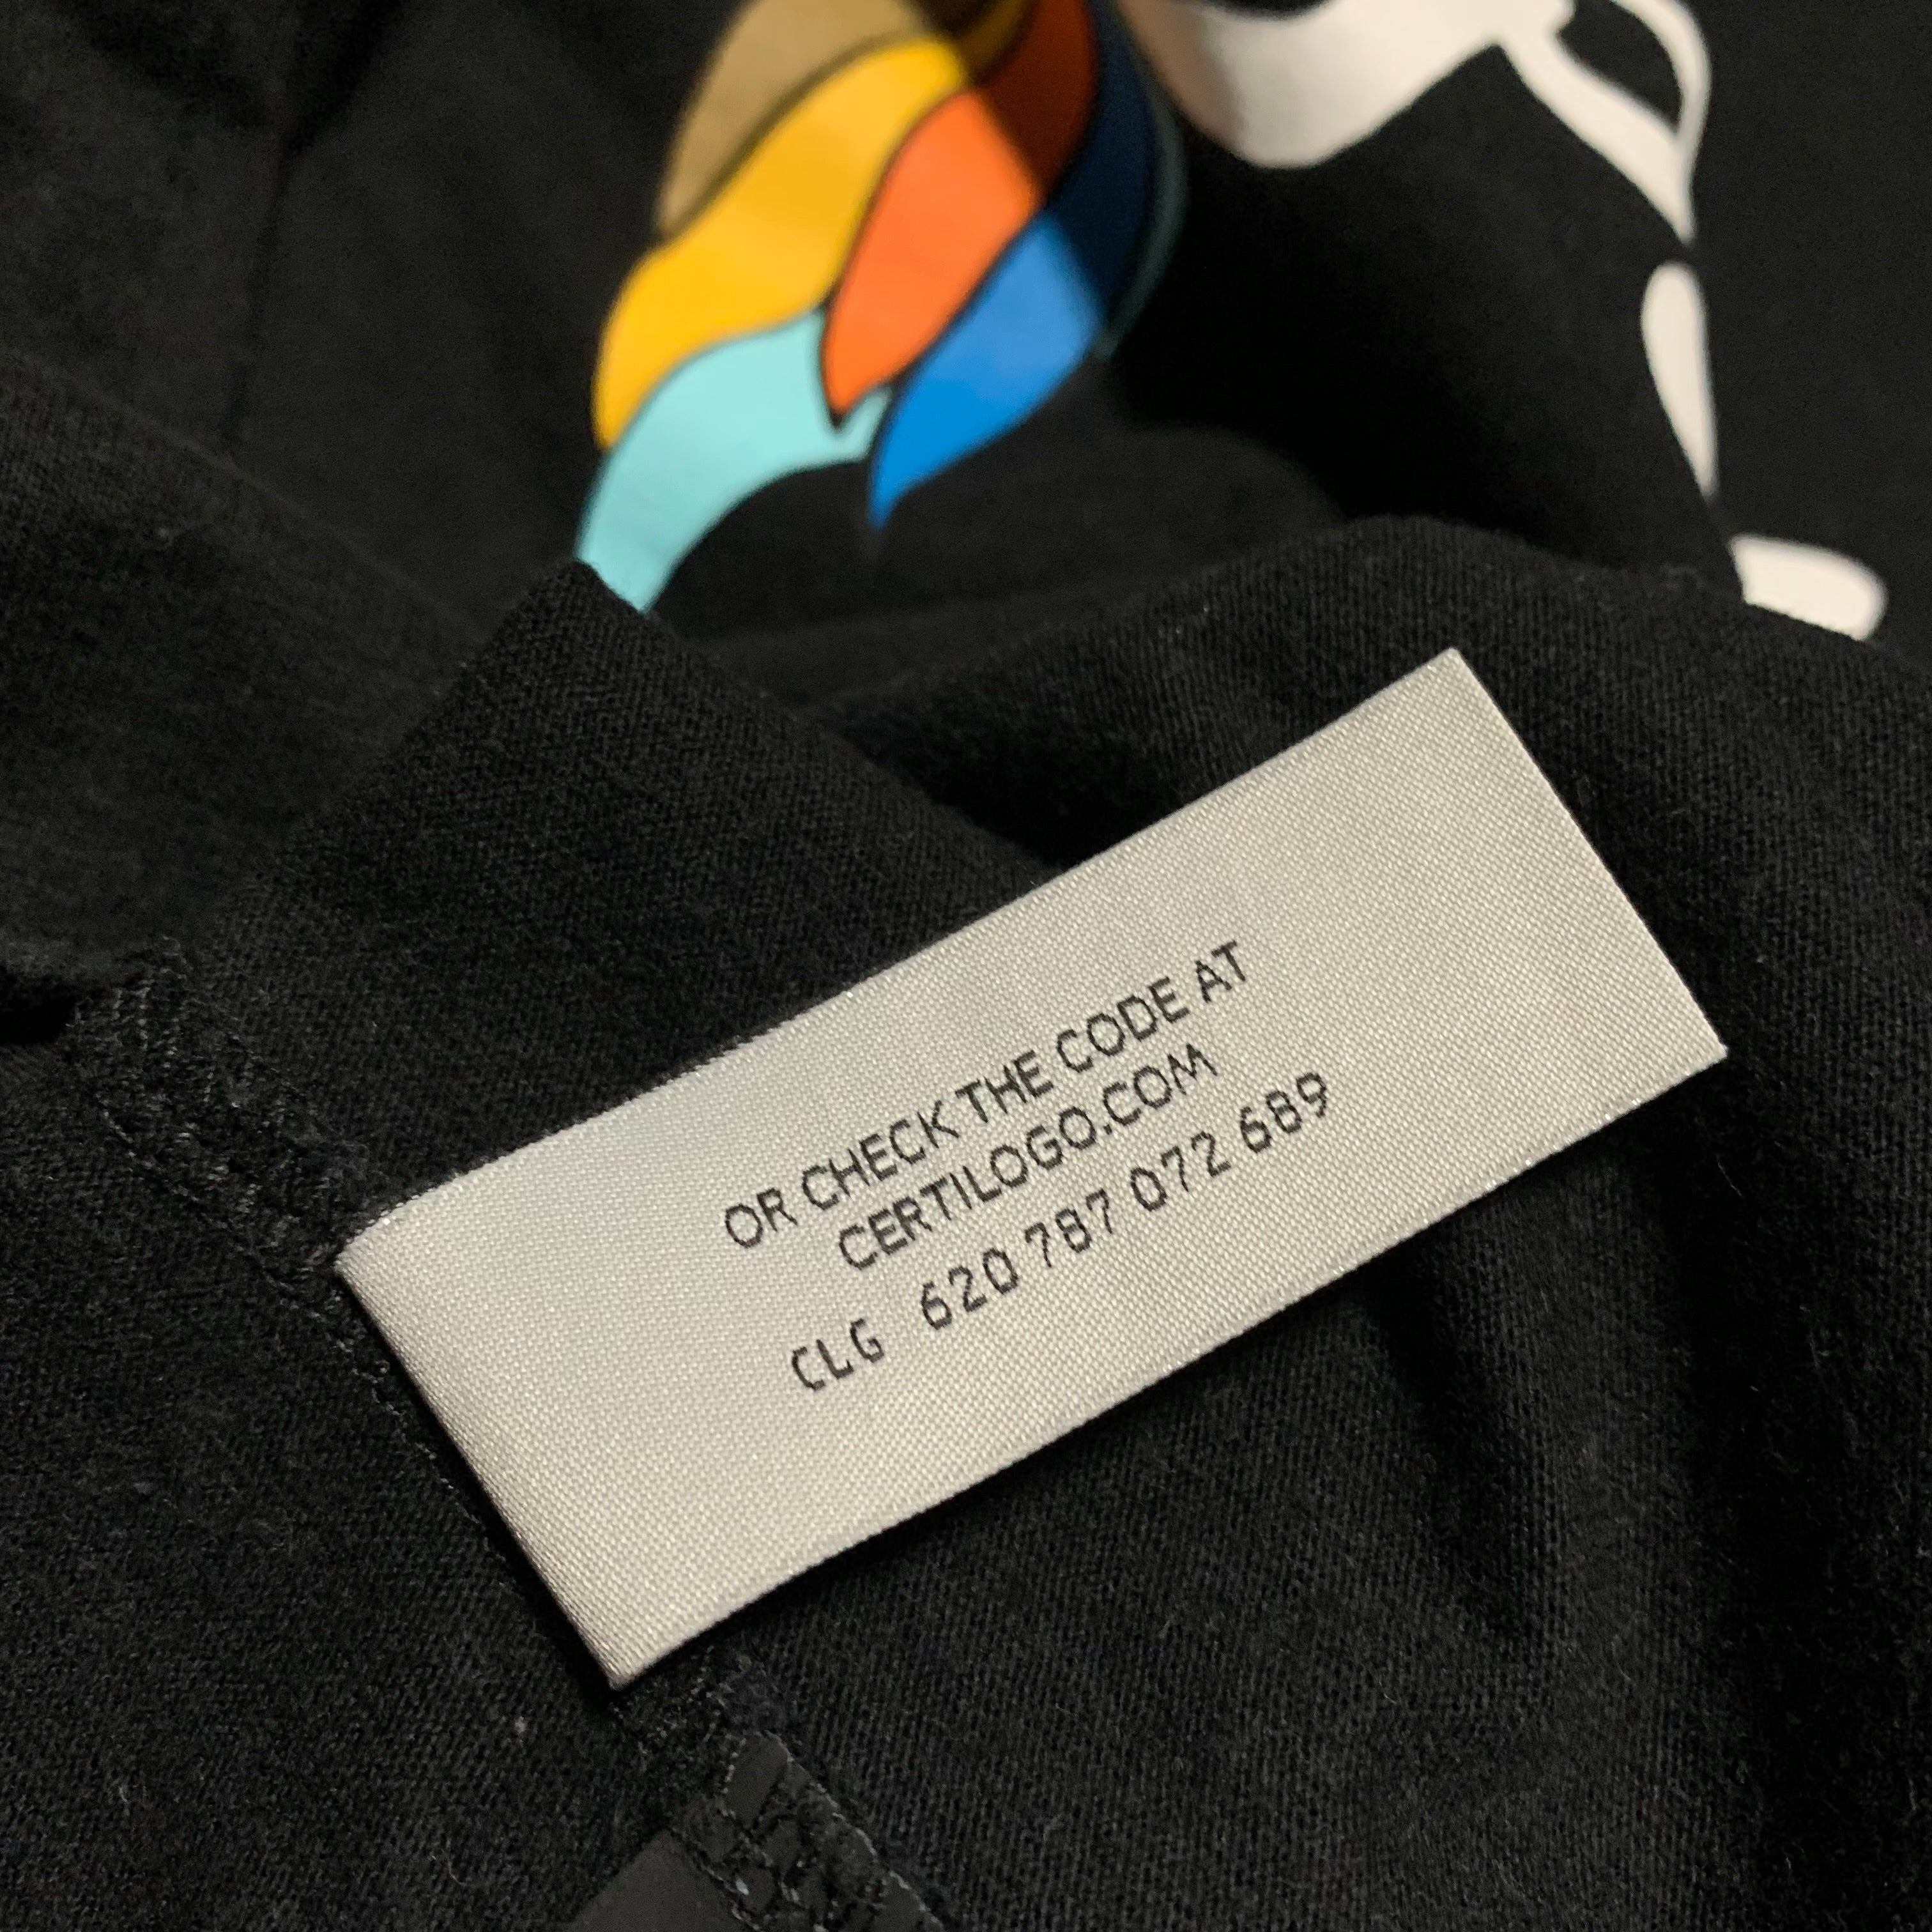 OR CHECK THE CODE AT
CERTILOGO.COM
CLG 620 787 072 689